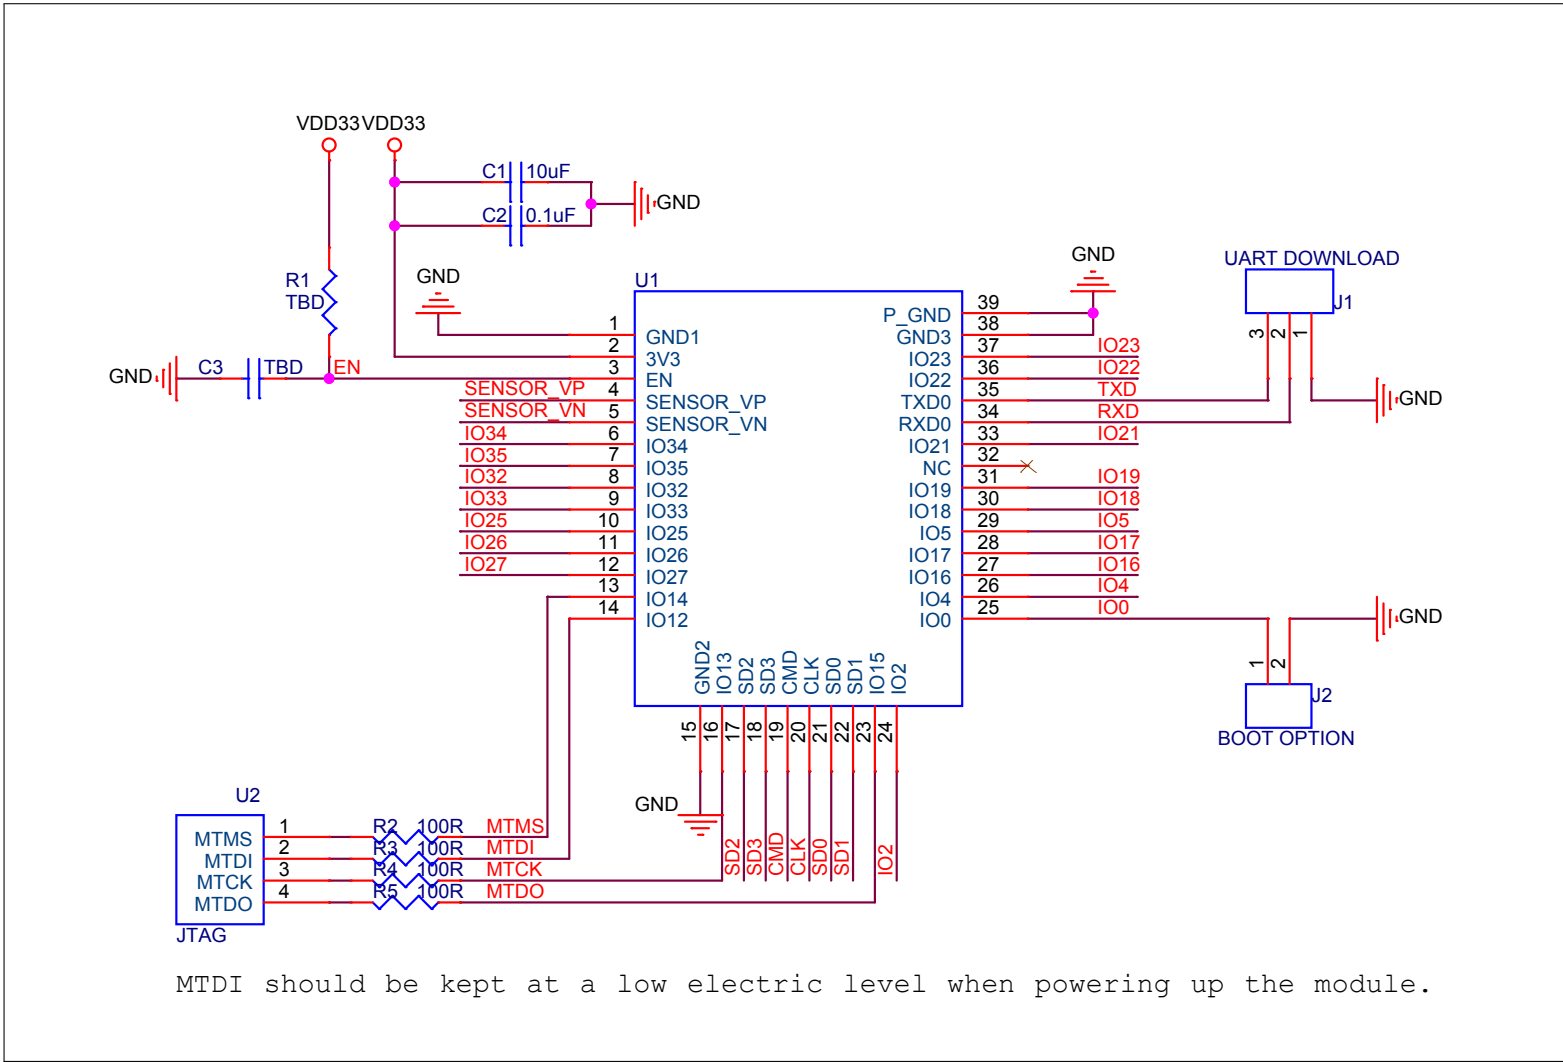 VDD33 VDD33
C1 10uF
C2 0.1uF
GND
R1
TBD
GND
C3 TBD EN
GND
U1
1 GND1
2 3V3
3 EN
SENSOR_VP 4 SENSOR_VP
SENSOR_VN 5 SENSOR_VN
IO34 6 IO34
IO35 7 IO35
IO32 8 IO32
IO33 9 IO33
IO25 10 IO25
IO26 11 IO26
IO27 12 IO27
13 IO14
14 IO12
GND
P_GND 39
GND3 38
IO23 37 IO23
IO22 36 IO22
TXD0 35 TXD
RXD0 34 RXD
IO21 33 IO21
NC 32
IO19 31 IO19
IO18 30 IO18
IO5 29 IO5
IO17 28 IO17
IO16 27 IO16
IO4 26 IO4
IO0 25 IO0
UART DOWNLOAD
J1
3 2 1
GND
GND
1 2
J2
BOOT OPTION
GND2 IO13 SD2 SD3 CMD CLK SD0 SD1 IO15 IO2
15 16 17 18 19 20 21 22 23 24
GND
SD2 SD3 CMD CLK SD0 SD1 IO2
U2
MTMS 1 R2 100R MTMS
MTDI 2 R3 100R MTDI
MTCK 3 R4 100R MTCK
MTDO 4 R5 100R MTDO
JTAG
MTDI should be kept at a low electric level when powering up the module.